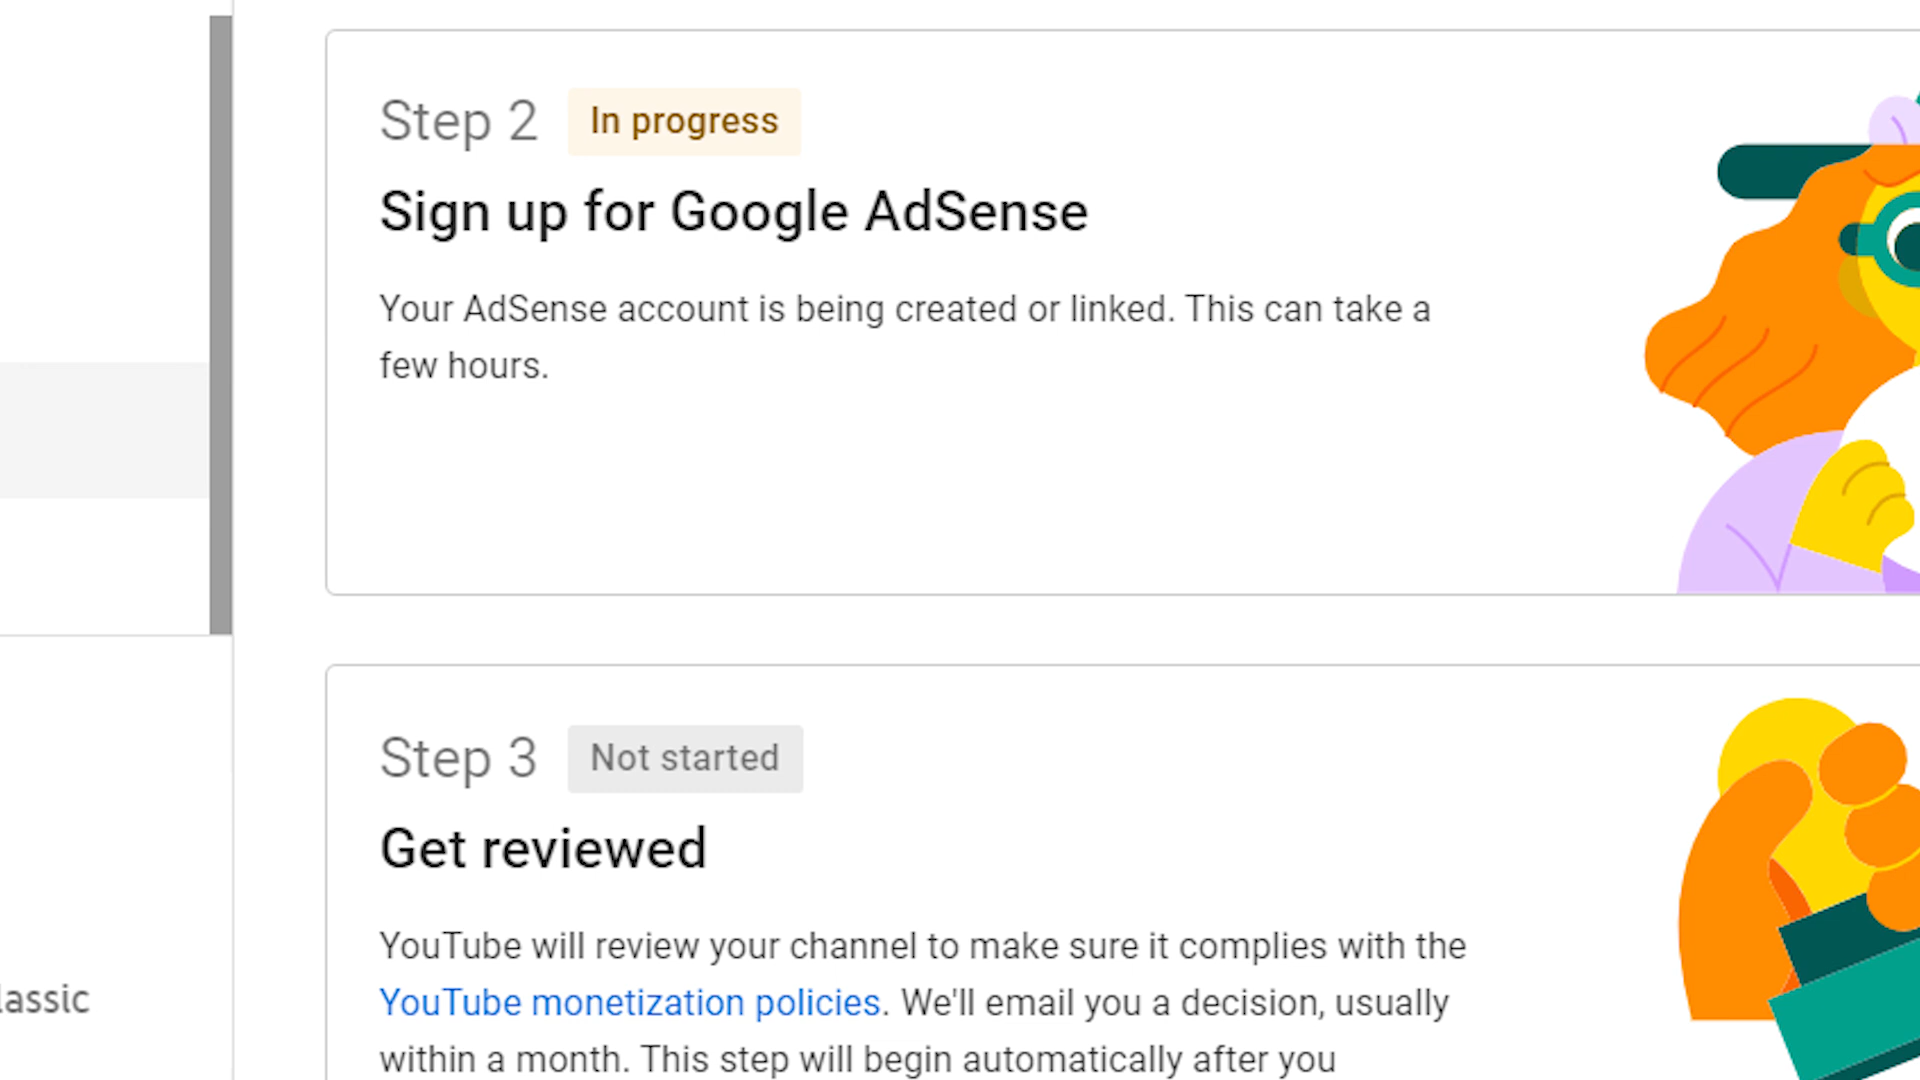 Step 2 In progress
Sign up for Google AdSense
Your AdSense account is being created or linked. This can take a
few hours.
Step 3 Not started
Get reviewed
YouTube will review your channel to make sure it complies with the
lassic
YouTube monetization policies. We'll email you a decision, usually
within a month. This step will begin automatically after you